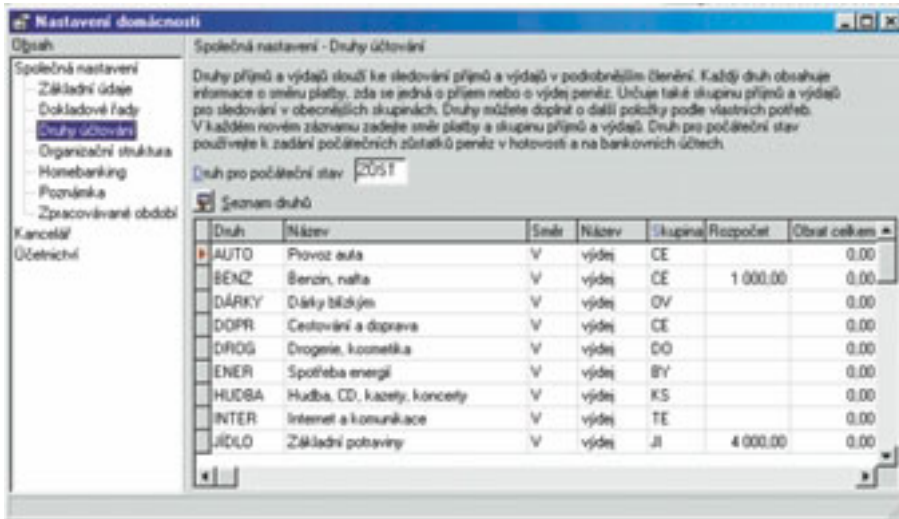 Nastavení domácnosti
Obsah
Společná nastavení
Základní údaje
Dokladové řady
Druhy účtování
Organizační struktura
Homebanking
Poznámka
Zpracovávané období
Kancelář
Účetnictví
Společná nastavení - Druhy účtování
Druhy příjmů a výdajů slouží ke sledování příjmů a výdajů v podrobnějším členění. Každý druh obsahuje
informace o směru platby, zda se jedná o příjem nebo o výdej peněz. Určuje také skupinu příjmů a výdajů
pro sledování v obecnějších skupinách. Druhy můžete doplnit o další položky podle vlastních potřeb.
V každém novém záznamu zadejte směr platby a skupinu příjmů a výdajů. Druh pro počáteční stav
používejte k zadání počátečních zůstatků peněz v hotovosti a na bankovních účtech.
Druh pro počáteční stav ZŮST
Seznam druhů
Druh Název Směr Název Skupina Rozpočet Obrat celkem
AUTO Provoz auta V výdej CE 0,00
BENZ Benzin, nafta V výdej CE 1 000,00 0,00
DÁRKY Dárky blízkým V výdej OV 0,00
DOPR Cestování a doprava V výdej CE 0,00
DROG Drogerie, kosmetika V výdej DO 0,00
ENER Spotřeba energií V výdej BY 0,00
HUDBA Hudba, CD, kazety, koncerty V výdej KS 0,00
INTER Internet a komunikace V výdej TE 0,00
JÍDLO Základní potraviny V výdej JI 4 000,00 0,00